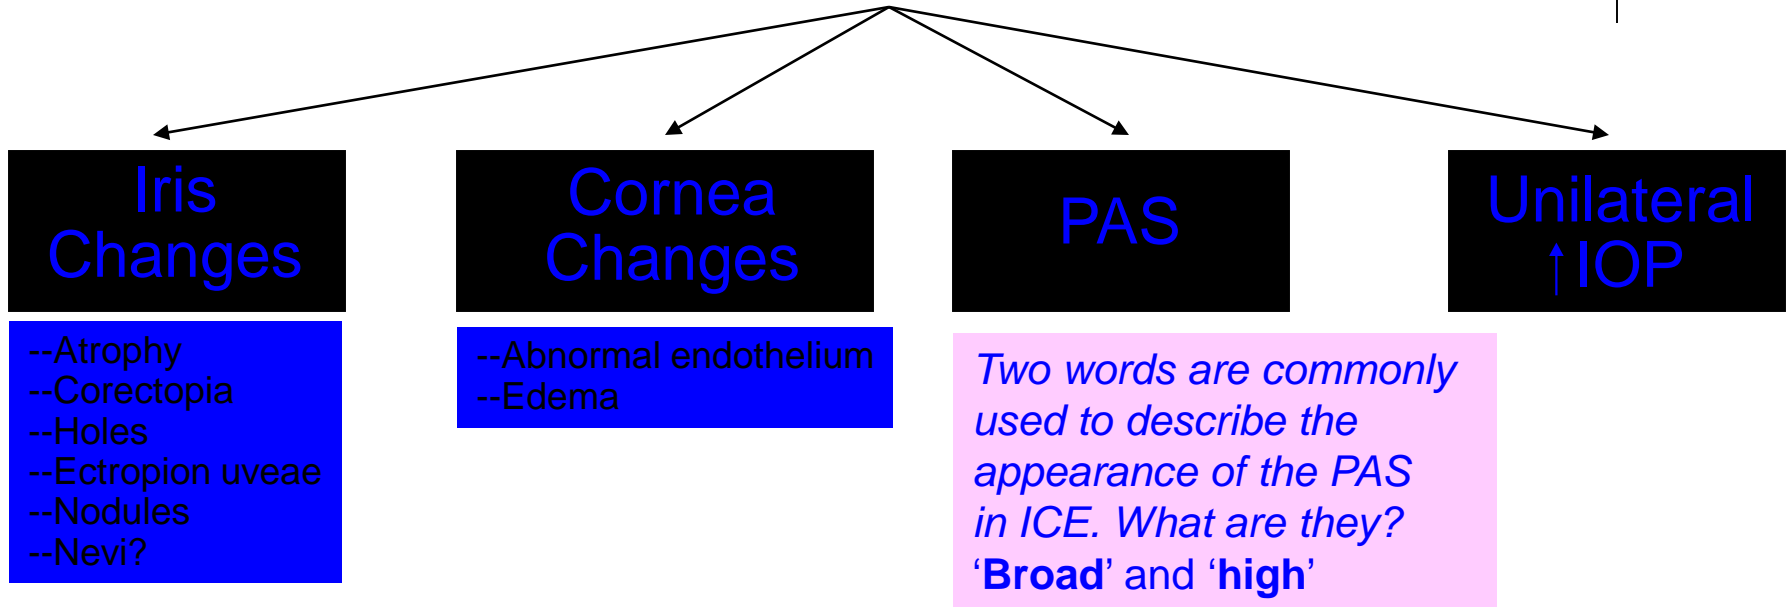 Iris
Changes
--Atrophy
--Corectopia
--Holes
--Ectropion uveae
--Nodules
--Nevi?
Cornea
Changes
--Abnormal endothelium
--Edema
PAS
Two words are commonly
used to describe the
appearance of the PAS
in ICE. What are they?
‘Broad’ and ‘high’
Unilateral
↑IOP